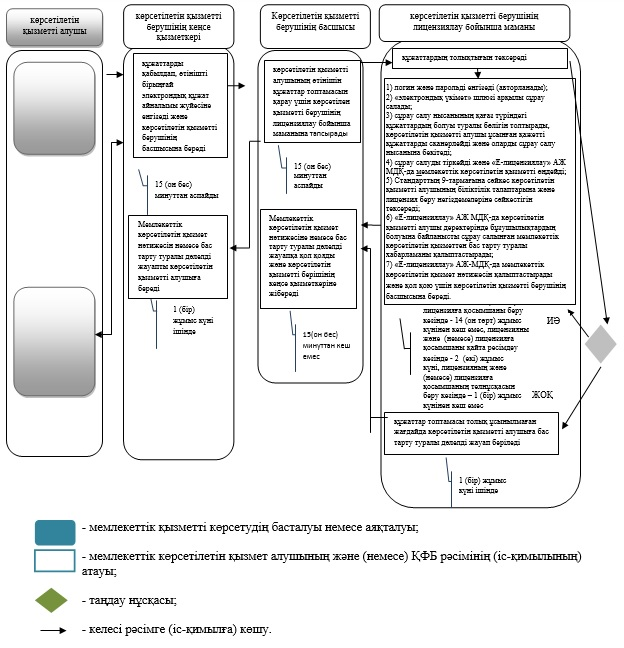 көрсетілетін
қызметті алушы
көрсетілетін қызметті
берушінің кеңсе
қызметкері
Көрсетілетін қызметті
берушінің басшысы
көрсетілетін қызметті берушінің
лицензиялау бойынша маманы
құжаттарды
қабылдап, өтінішті
бірыңғай
электрондық құжат
айналымы жүйесіне
енгізеді және
көрсетілетін қызметті
берушінің
басшысына береді
15 (он бес)
минуттан аспайды
Мемлекеттік
көрсетілетін қызмет
нәтижесін немесе бас
тарту туралы дәлелді
жауапты көрсетілетін
қызметті алушыға
береді
1 (бір)
жұмыс күні
ішінде
көрсетілетін қызметті
алушының өтінішін
құжаттар топтамасын
қарау үшін көрсетілген
қызметті берушінің
лицензиялау бойынша
маманына тапсырады
15 (он бес)
минуттан
аспайды
Мемлекеттік
көрсетілетін қызмет
нәтижесіне немесе бас
тарту туралы дәлелді
жауапқа қол қояды
және қол көрсетілетін
қызметті берішінің
кеңсе қызметкеріне
жібереді
15(он бес)
минуттан кеш
емес
құжаттардың толықтығын тексереді
1) логин және парольді енгізеді (авторланады);
2) «электрондық үкімет» шлюзі арқылы сұрау
салады;
3) сұрау салу нысанының қағаз түріндегі
құжаттардың болуы туралы бөлігін толтырады,
көрсетілетін қызметті алушы ұсынған қажетті
құжаттарды сканерлейді және оларды сұрау салу
нысанына бекітеді;
4) сұрау салуды тіркейді және «Е-лицензиялау» АЖ
МДҚ-да мемлекеттік көрсетілетін қызметті өңдейді;
5) Стандарттың 9-тармағына сәйкес көрсетілетін
қызметті алушының біліктілік талаптарына және
лицензия беру негіздемелеріне сәйкестігін
тексереді;
6) «Е-лицензиялау» АЖ МДҚ-да көрсетілетін
қызметті алушы деректерінде бұзушылықтардың
болуына байланысты сұрау салынған мемлекеттік
көрсетілетін қызметтен бас тарту туралы
хабарламаны қалыптастырады;
7) «Е-лицензиялау» АЖ-МДҚ-да мемлекеттік
көрсетілетін қызмет нәтижесін қалыптастырады
және қол қою үшін көрсетілетін қызметті берушінің
басшысына береді.
лицензияға қосымшаны беру
кезінде - 14 (он төрт) жұмыс
күнінен кеш емес, лицензияны
және (немесе) лицензияға
қосымшаны қайта ресімдеу
кезінде - 2 (екі) жұмыс
күні, лицензияның және
(немесе) лицензияға
қосымшаның телнұсқасын
беру кезінде – 1 (бір) жұмыс
күнінен кеш емес
ИӘ
ЖОҚ
құжаттар топтамасы толық ұсынылмаған
жағдайда көрсетілетін қызметті алушыға бас
тарту туралы дәлелді жауап беріледі
1 (бір) жұмыс
күні ішінде
- мемлекеттік қызметті көрсетудің басталуы немесе аяқталуы;
- мемлекеттік көрсетілетін қызмет алушының және (немесе) ҚФБ рәсімінің (іс-қимылының)
атауы;
- таңдау нұсқасы;
- келесі рәсімге (іс-қимылға) көшу.